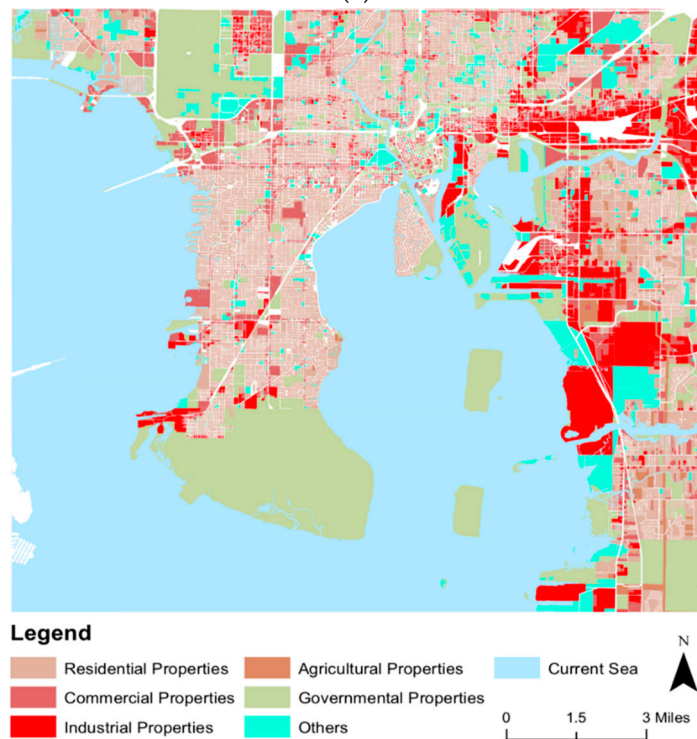 Legend
Residential Properties
Agricultural Properties
Current Sea
N
Commercial Properties
Governmental Properties
Industrial Properties
Others
0 1.5 3 Miles